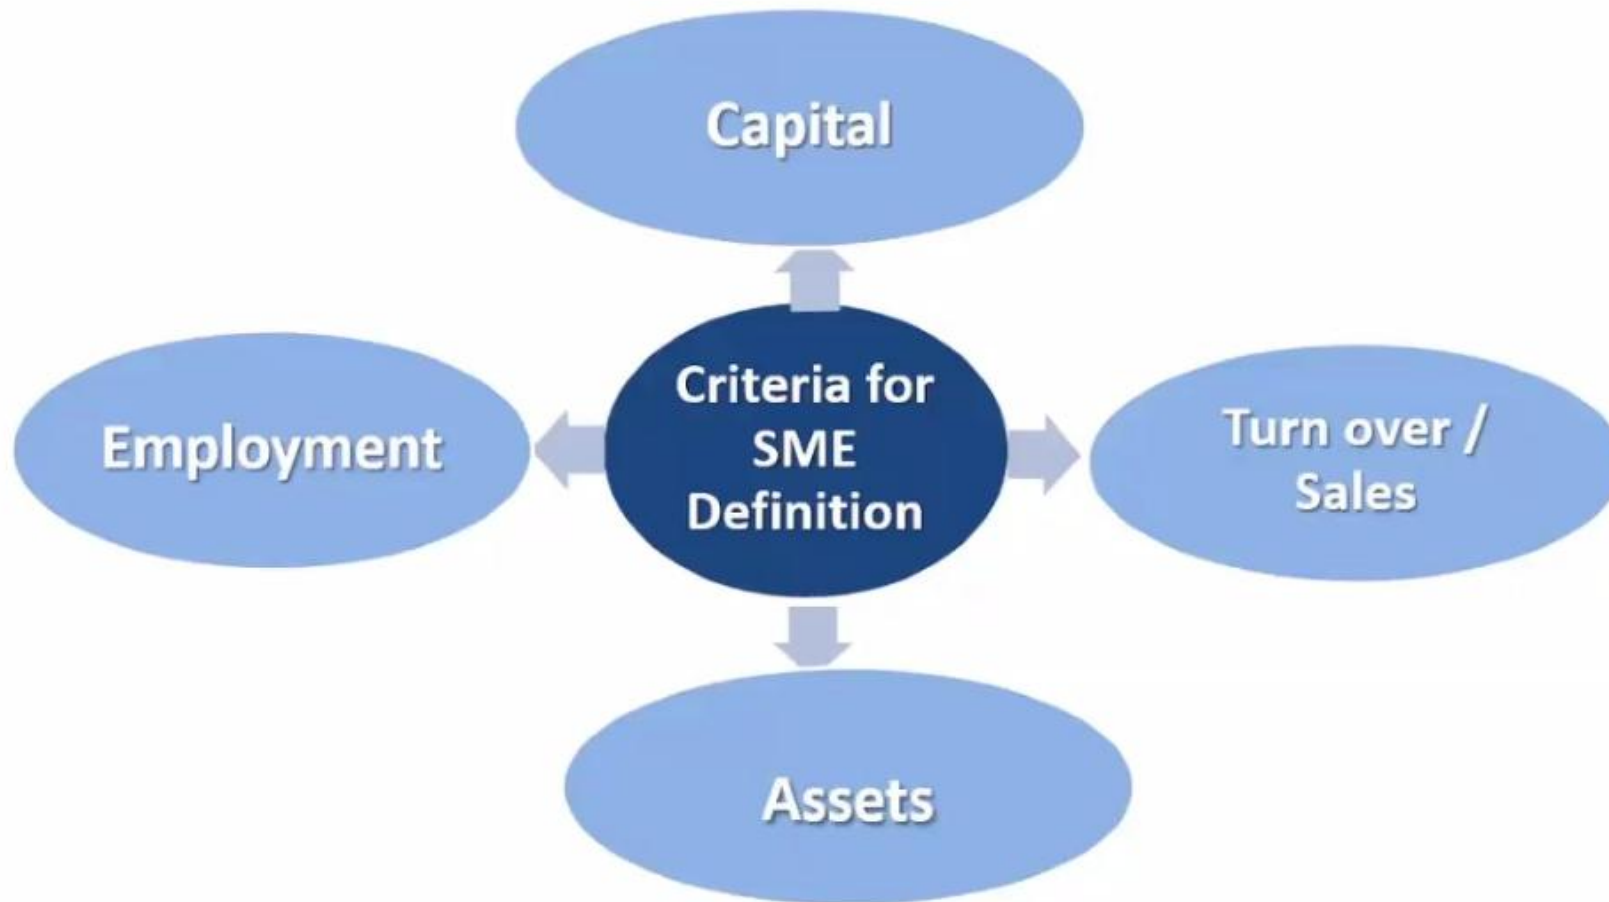 Capital
Criteria for
SME
Definition
Employment
Turn over /
Sales
Assets